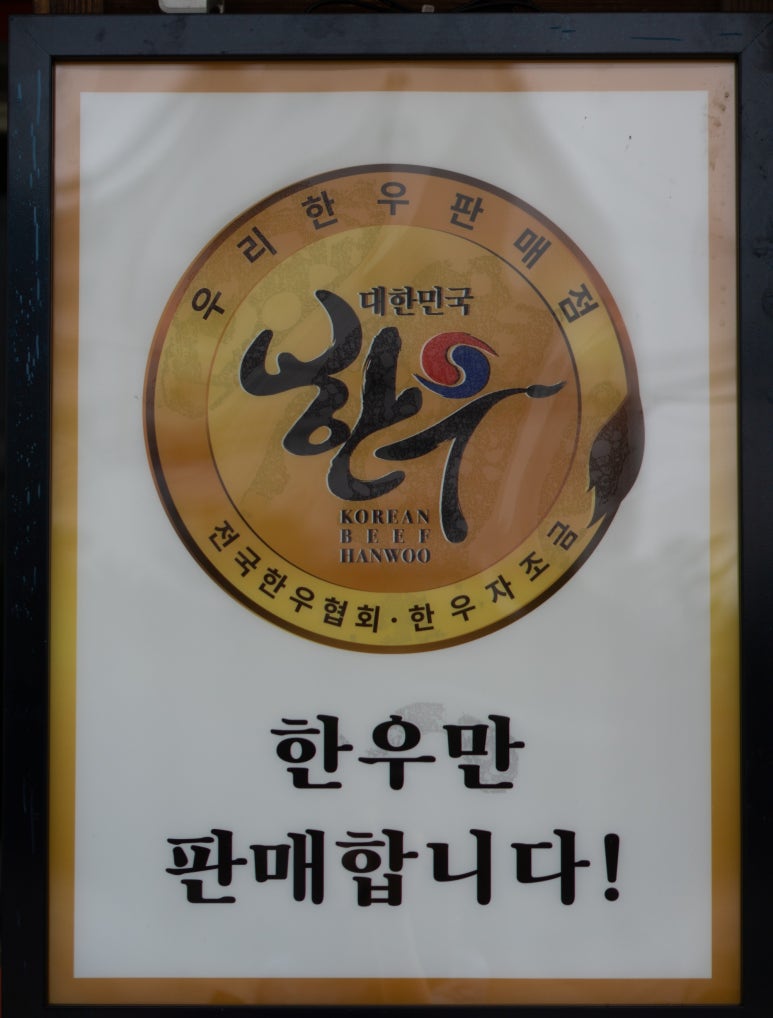 우리한우판매점
대한민국
한우
KOREAN
BEEF
HANWOO
전국한우협회·한우자조금
한우만
판매합니다!